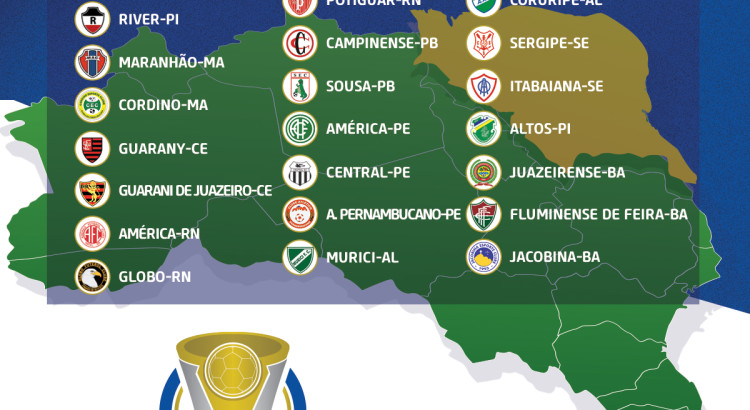 RIVER-PI
MARANHÃO-MA
CORDINO-MA
GUARANY-CE
GUARANI DE JUAZEIRO-CE
AMÉRICA-RN
GLOBO-RN
POTIGUAR-RN
CAMPINENSE-PB
SOUSA-PB
AMÉRICA-PE
CENTRAL-PE
A. PERNAMBUCANO-PE
MURICI-AL
CORURIPE-AL
SERGIPE-SE
ITABAIANA-SE
ALTOS-PI
JUAZEIRENSE-BA
FLUMINENSE DE FEIRA-BA
JACOBINA-BA